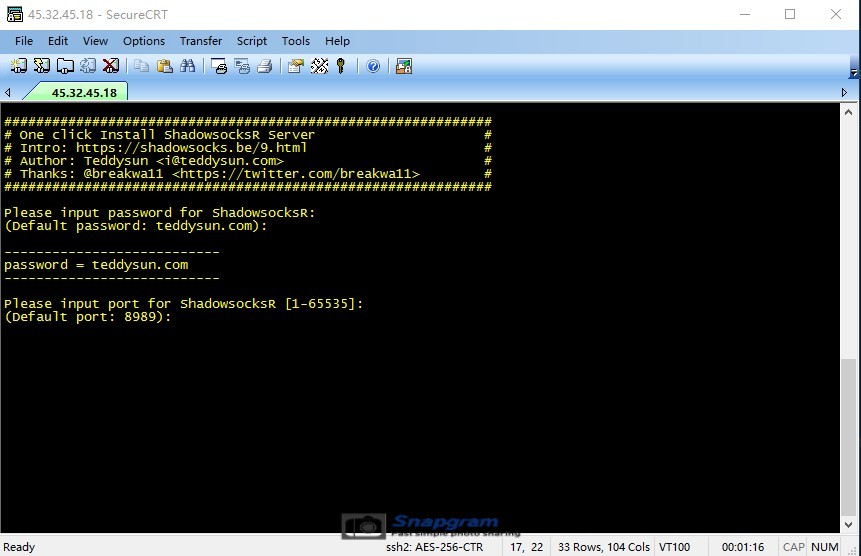 45.32.45.18 - SecureCRT
File Edit View Options Transfer Script Tools Help
45.32.45.18
#############################################################
# One click Install ShadowsocksR Server #
# Intro: https://shadowsocks.be/9.html #
# Author: Teddysun <i@teddysun.com> #
# Thanks: @breakwa11 <https://twitter.com/breakwa11> #
#############################################################
Please input password for ShadowsocksR:
(Default password: teddysun.com):
---------------------------
password = teddysun.com
---------------------------
Please input port for ShadowsocksR [1-65535]:
(Default port: 8989):
Snapgram
Fast simple photo sharing
Ready ssh2: AES-256-CTR 17, 22 33 Rows, 104 Cols VT100 00:01:16 CAP NUM